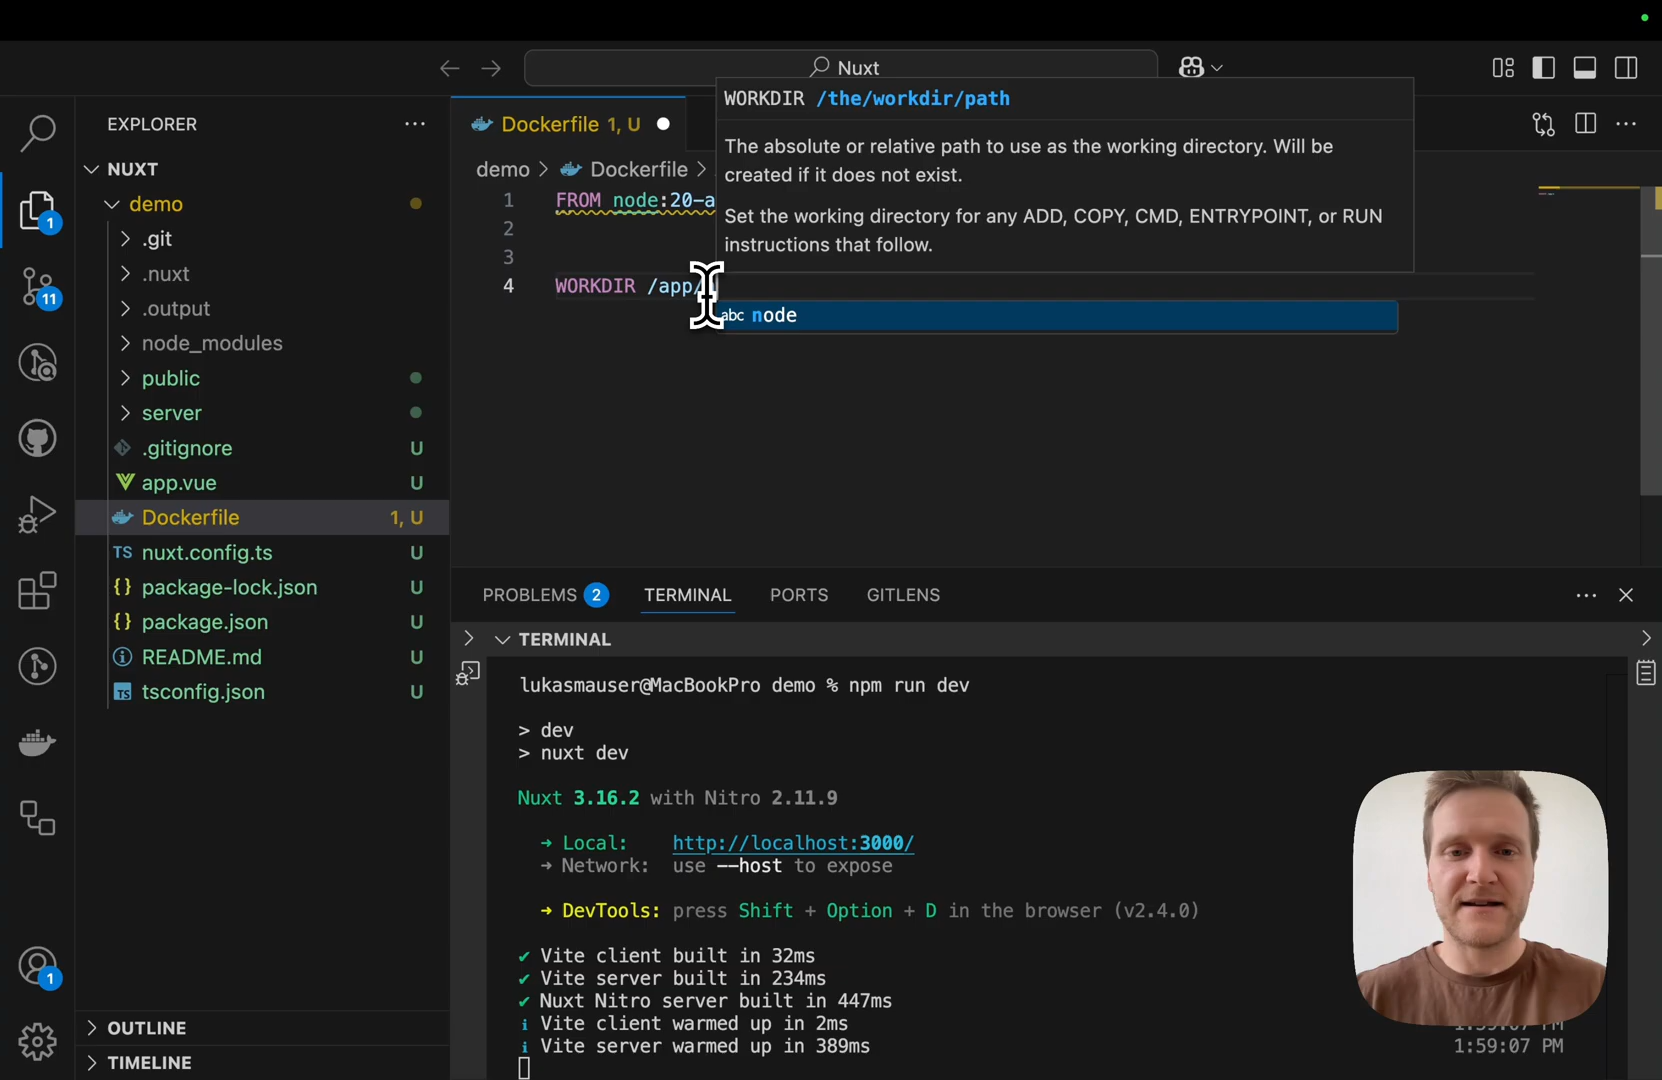 Nuxt
EXPLORER
NUXT
demo
.git
.nuxt
.output
node_modules
public
server
.gitignore U
app.vue U
Dockerfile 1, U
nuxt.config.ts U
package-lock.json U
package.json U
README.md U
tsconfig.json U
OUTLINE
TIMELINE
1
11
1
Dockerfile 1, U
demo > Dockerfile >
1 FROM node:20-a
2
3
4 WORKDIR /app/
WORKDIR /the/workdir/path
The absolute or relative path to use as the working directory. Will be
created if it does not exist.
Set the working directory for any ADD, COPY, CMD, ENTRYPOINT, or RUN
instructions that follow.
abc node
PROBLEMS 2 TERMINAL PORTS GITLENS
TERMINAL
lukasmauser@MacBookPro demo % npm run dev
> dev
> nuxt dev
Nuxt 3.16.2 with Nitro 2.11.9
➜ Local: http://localhost:3000/
➜ Network: use --host to expose
➜ DevTools: press Shift + Option + D in the browser (v2.4.0)
✔ Vite client built in 32ms
✔ Vite server built in 234ms
✔ Nuxt Nitro server built in 447ms
ℹ Vite client warmed up in 2ms
ℹ Vite server warmed up in 389ms
1:59:07 PM